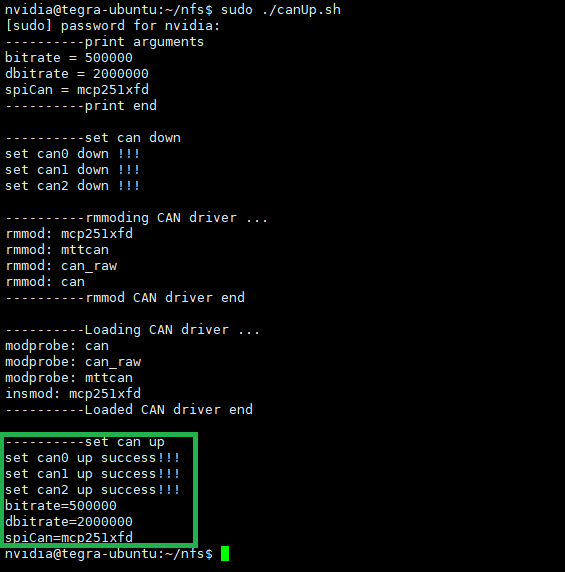 nvidia@tegra-ubuntu:~/nfs$ sudo ./canUp.sh
[sudo] password for nvidia:
----------print arguments
bitrate = 500000
dbitrate = 2000000
spiCan = mcp251xfd
----------print end

----------set can down
set can0 down !!!
set can1 down !!!
set can2 down !!!

----------rmmoding CAN driver ...
rmmod: mcp251xfd
rmmod: mttcan
rmmod: can_raw
rmmod: can
----------rmmod CAN driver end

----------Loading CAN driver ...
modprobe: can
modprobe: can_raw
modprobe: mttcan
insmod: mcp251xfd
----------Loaded CAN driver end

----------set can up
set can0 up success!!!
set can1 up success!!!
set can2 up success!!!
bitrate=500000
dbitrate=2000000
spiCan=mcp251xfd
nvidia@tegra-ubuntu:~/nfs$